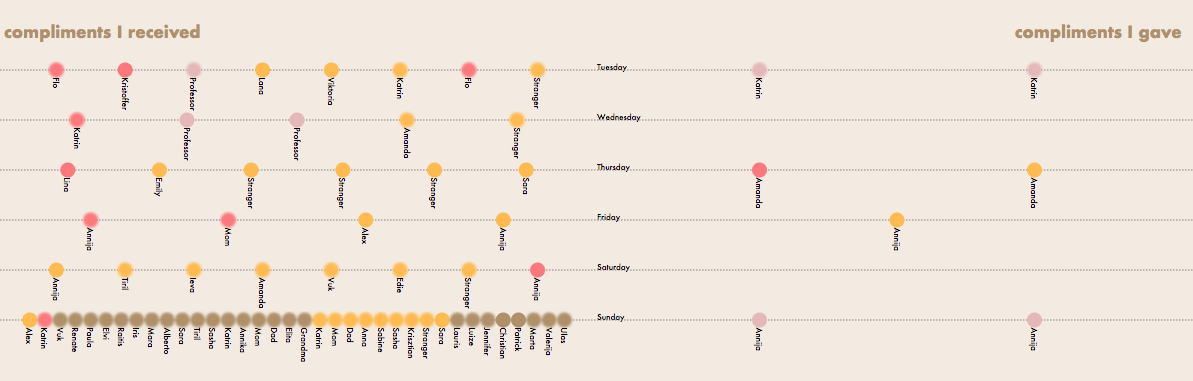 compliments I received
compliments I gave
Flo Kristoffer Professor Lana Viktoria Katrin Flo Stranger Tuesday Katrin Katrin
Katrin Professor Professor Amanda Stranger Wednesday
Lina Emily Stranger Stranger Stranger Sara Thursday Amanda Amanda
Annija Mom Alex Annija Friday Annija
Annija Tiril Ieva Amanda Vuk Edie Stranger Annija Saturday
Alex Katrin Vuk Renate Paula Elvi Raitis Iris Mara Alberto Sara Tiril Sasha Katrin Annika Mom Dad Elita Grandma Katrin Mom Dad Anna Sabine Sasha Krisztian Stranger Sara Lauris Luize Jennifer Christian Patrick Marta Valerija Ulas Sunday Annija Annija